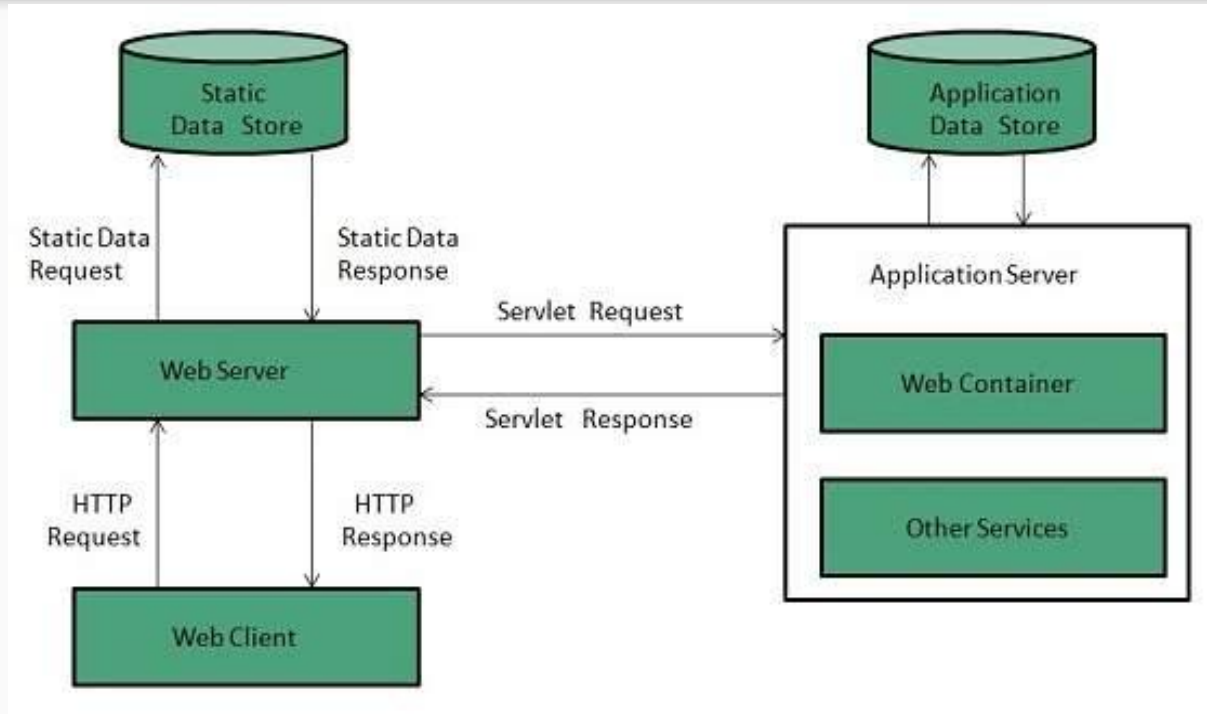 Static
Data Store
Application
Data Store
Static Data
Request
Static Data
Response
Application Server
Servlet Request
Web Server
Web Container
Servlet Response
HTTP
Request
HTTP
Response
Other Services
Web Client